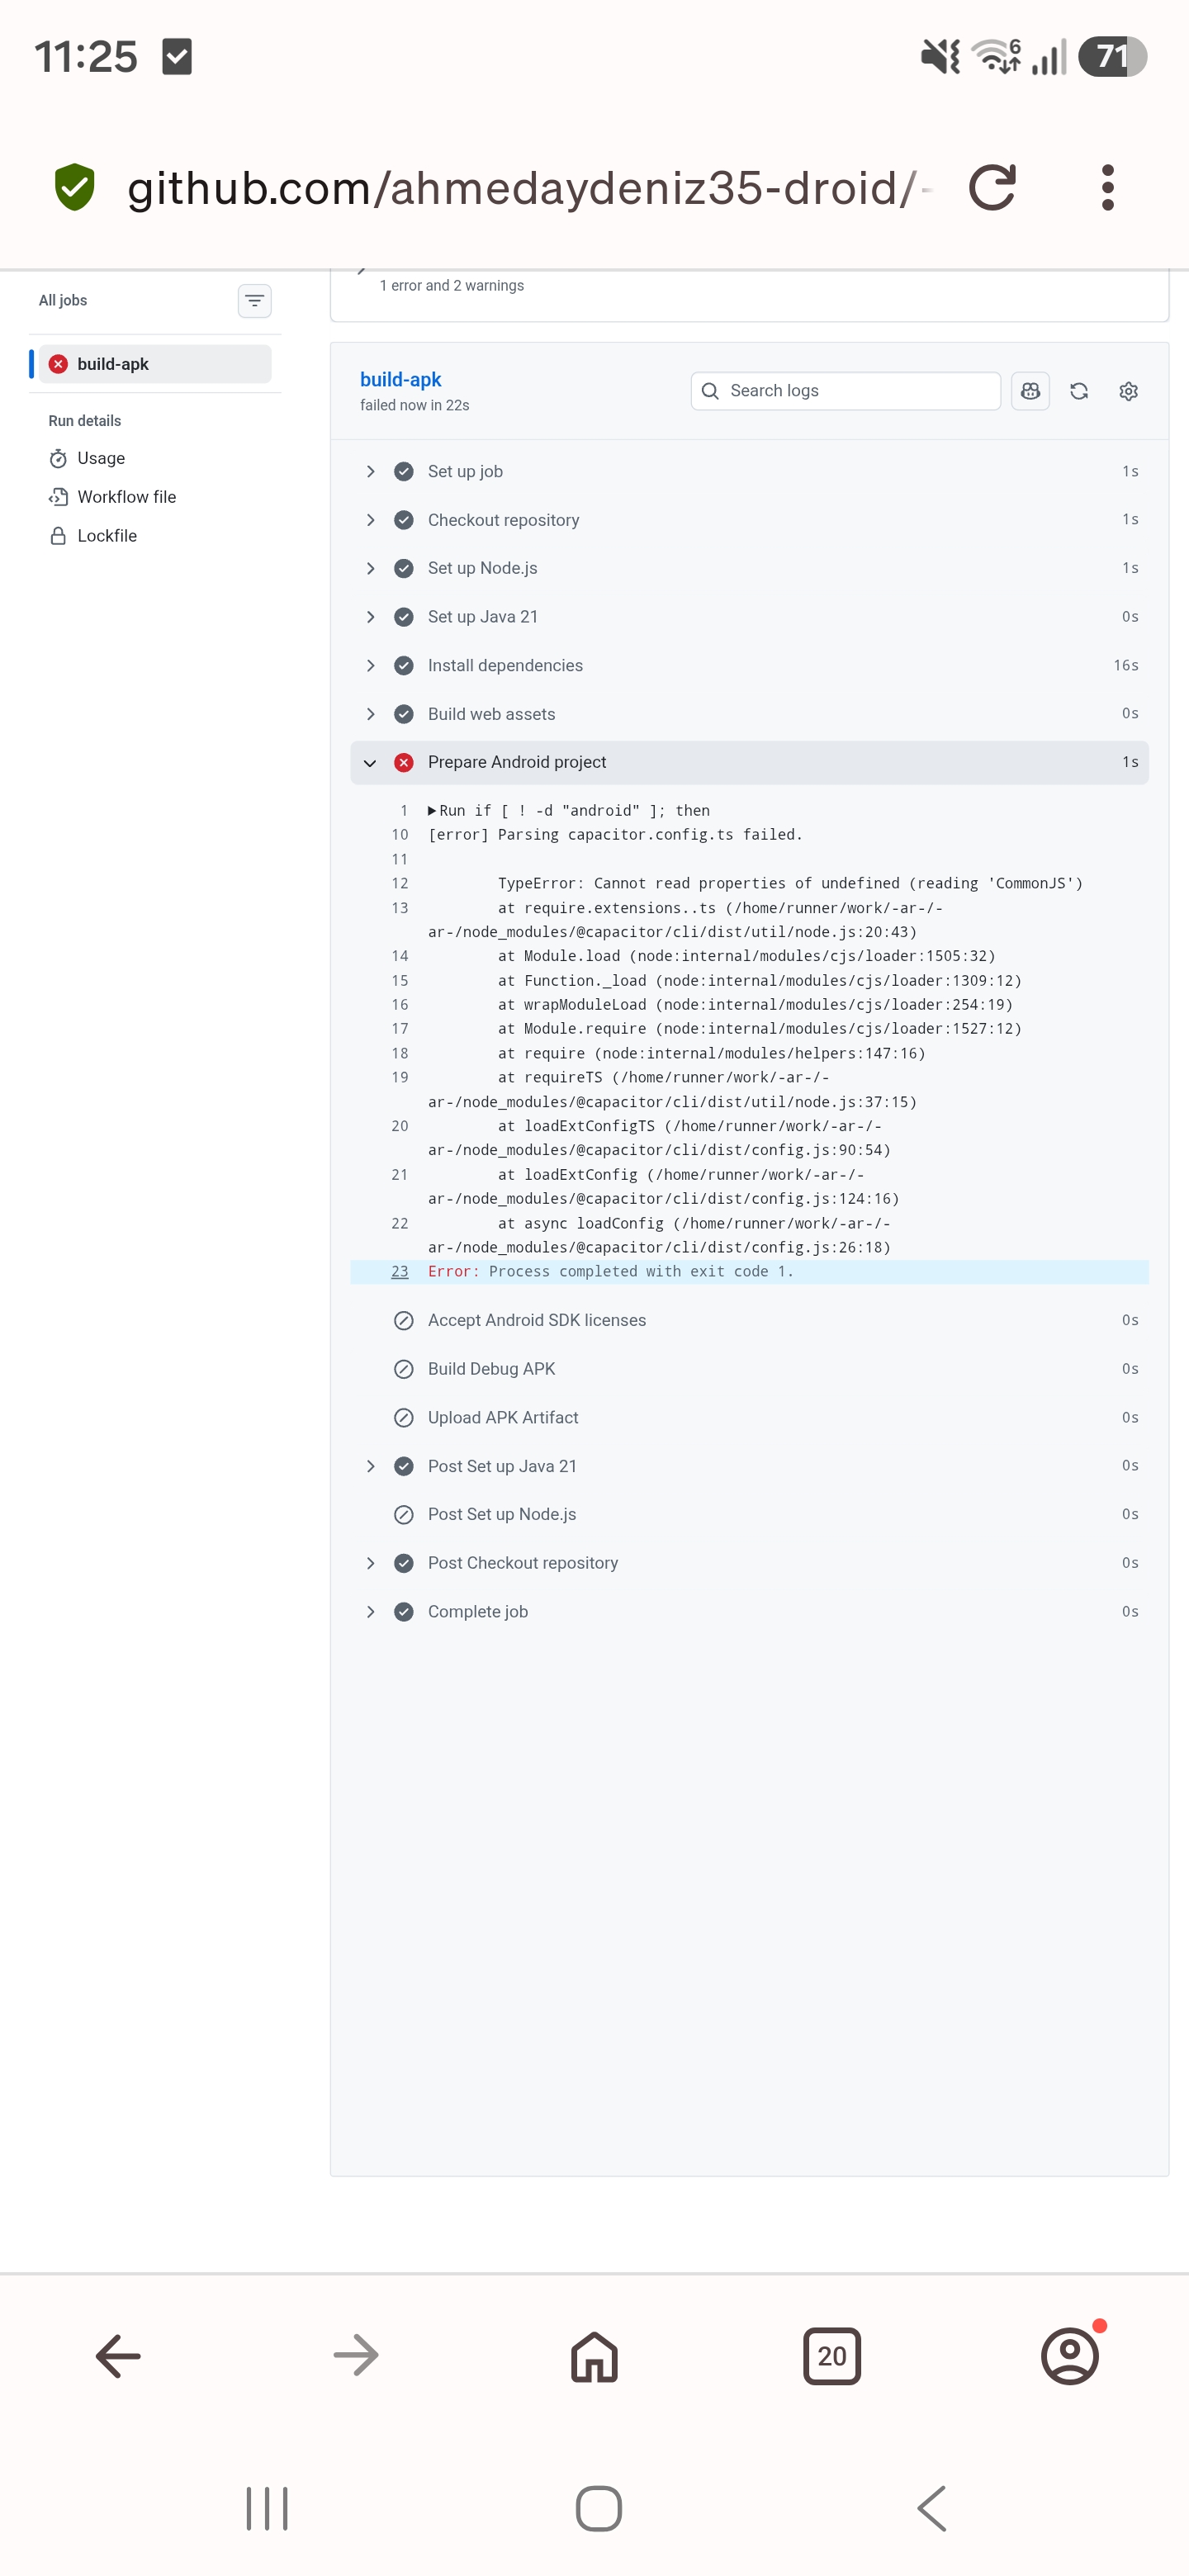 11:25
6
71
github.com/ahmedaydeniz35-droid/-
1 error and 2 warnings
All jobs
build-apk
Run details
Usage
Workflow file
Lockfile
build-apk
failed now in 22s
Search logs
Set up job 1s
Checkout repository 1s
Set up Node.js 1s
Set up Java 21 0s
Install dependencies 16s
Build web assets 0s
Prepare Android project 1s
1 Run if [ ! -d "android" ]; then
10 [error] Parsing capacitor.config.ts failed.
11
12 TypeError: Cannot read properties of undefined (reading 'CommonJS')
13 at require.extensions..ts (/home/runner/work/-ar-/-
ar-/node_modules/@capacitor/cli/dist/util/node.js:20:43)
14 at Module.load (node:internal/modules/cjs/loader:1505:32)
15 at Function._load (node:internal/modules/cjs/loader:1309:12)
16 at wrapModuleLoad (node:internal/modules/cjs/loader:254:19)
17 at Module.require (node:internal/modules/cjs/loader:1527:12)
18 at require (node:internal/modules/helpers:147:16)
19 at requireTS (/home/runner/work/-ar-/-
ar-/node_modules/@capacitor/cli/dist/util/node.js:37:15)
20 at loadExtConfigTS (/home/runner/work/-ar-/-
ar-/node_modules/@capacitor/cli/dist/config.js:90:54)
21 at loadExtConfig (/home/runner/work/-ar-/-
ar-/node_modules/@capacitor/cli/dist/config.js:124:16)
22 at async loadConfig (/home/runner/work/-ar-/-
ar-/node_modules/@capacitor/cli/dist/config.js:26:18)
23 Error: Process completed with exit code 1.
Accept Android SDK licenses 0s
Build Debug APK 0s
Upload APK Artifact 0s
Post Set up Java 21 0s
Post Set up Node.js 0s
Post Checkout repository 0s
Complete job 0s
20